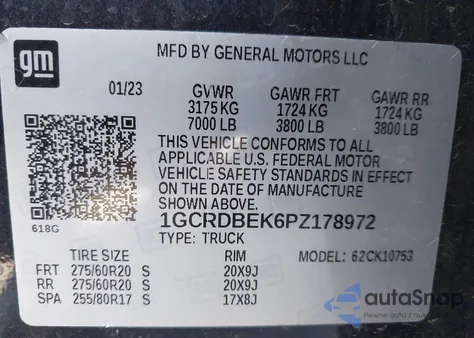 gm
MFD BY GENERAL MOTORS LLC
01/23 GVWR GAWR FRT GAWR RR
3175 KG 1724 KG 1724 KG
7000 LB 3800 LB 3800 LB
THIS VEHICLE CONFORMS TO ALL
APPLICABLE U.S. FEDERAL MOTOR
VEHICLE SAFETY STANDARDS IN EFFECT
ON THE DATE OF MANUFACTURE
SHOWN ABOVE.
618G
1GCRDBEK6PZ178972
TYPE: TRUCK
TIRE SIZE RIM MODEL: 62CK10753
FRT 275/60R20 S 20X9J
RR 275/60R20 S 20X9J
SPA 255/80R17 S 17X8J
autoSnap